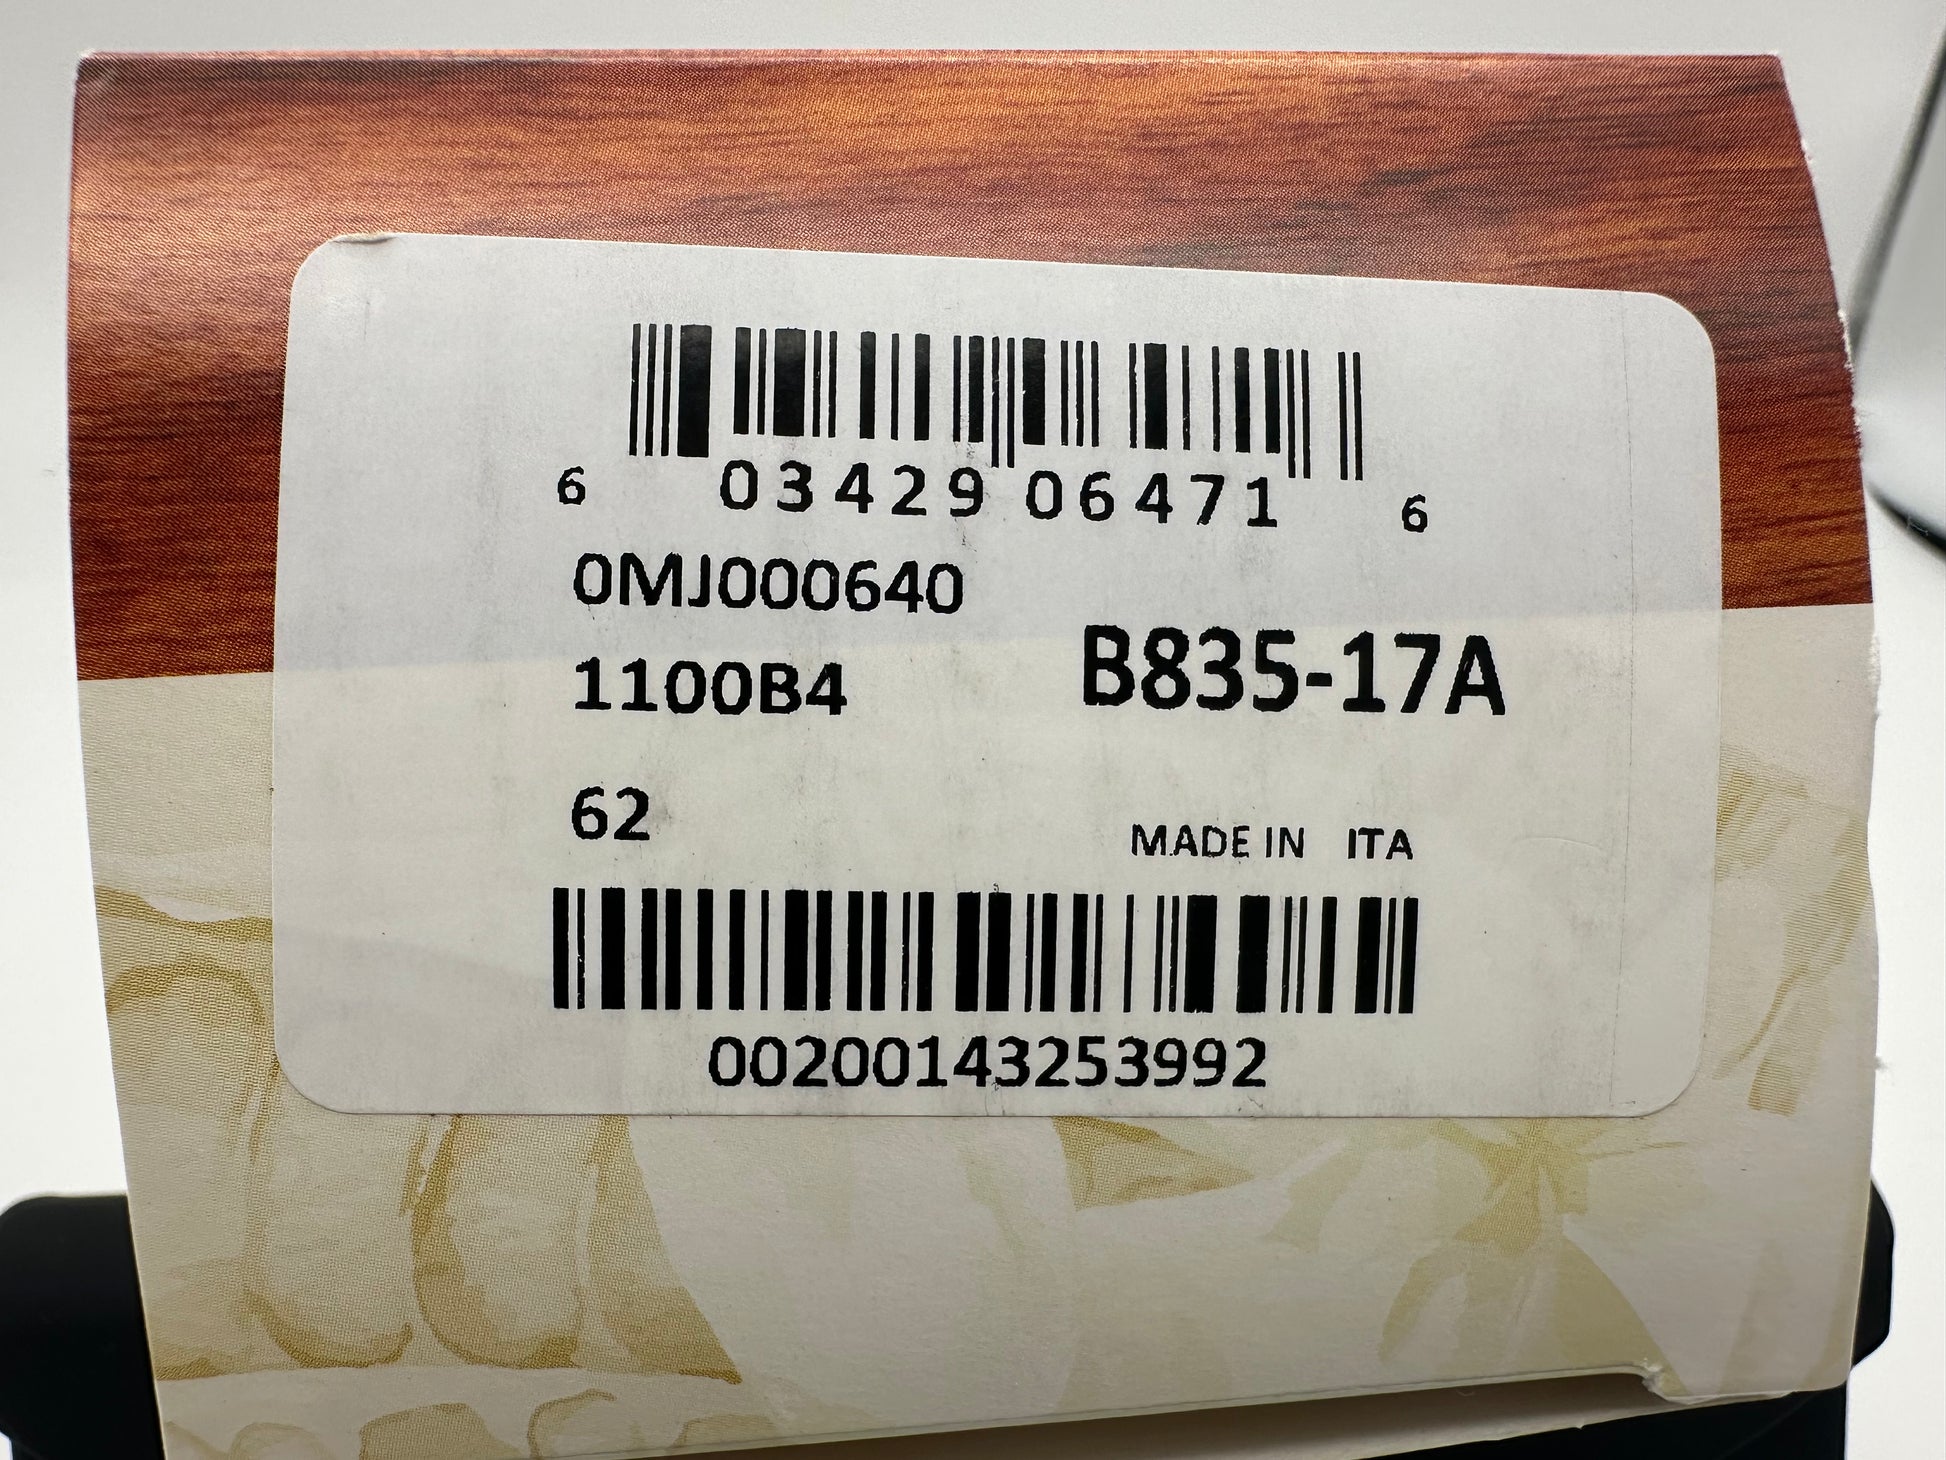 6 03429 06471 6
0MJ000640
1100B4 B835-17A
62 MADE IN ITA
00200143253992